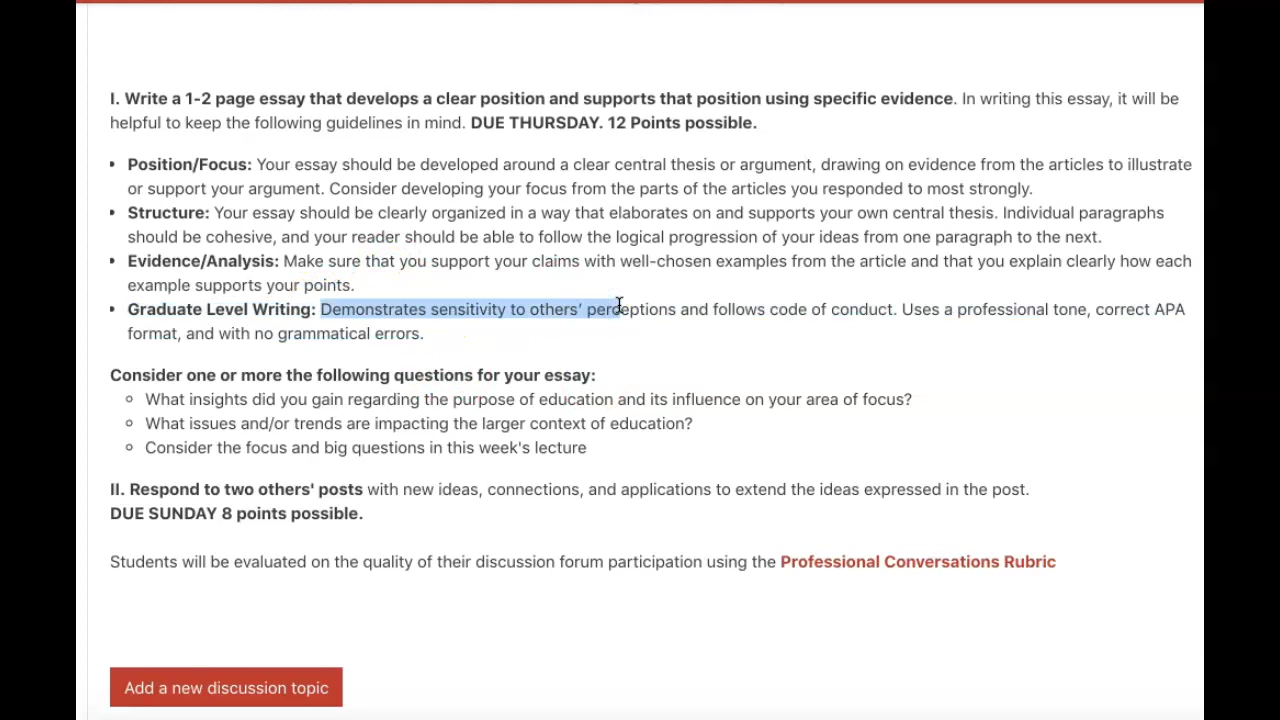 I. Write a 1-2 page essay that develops a clear position and supports that position using specific evidence. In writing this essay, it will be
helpful to keep the following guidelines in mind. DUE THURSDAY. 12 Points possible.
• Position/Focus: Your essay should be developed around a clear central thesis or argument, drawing on evidence from the articles to illustrate
or support your argument. Consider developing your focus from the parts of the articles you responded to most strongly.
• Structure: Your essay should be clearly organized in a way that elaborates on and supports your own central thesis. Individual paragraphs
should be cohesive, and your reader should be able to follow the logical progression of your ideas from one paragraph to the next.
• Evidence/Analysis: Make sure that you support your claims with well-chosen examples from the article and that you explain clearly how each
example supports your points.
• Graduate Level Writing: Demonstrates sensitivity to others’ perceptions and follows code of conduct. Uses a professional tone, correct APA
format, and with no grammatical errors.
Consider one or more the following questions for your essay:
○ What insights did you gain regarding the purpose of education and its influence on your area of focus?
○ What issues and/or trends are impacting the larger context of education?
○ Consider the focus and big questions in this week's lecture
II. Respond to two others' posts with new ideas, connections, and applications to extend the ideas expressed in the post.
DUE SUNDAY 8 points possible.
Students will be evaluated on the quality of their discussion forum participation using the Professional Conversations Rubric
Add a new discussion topic